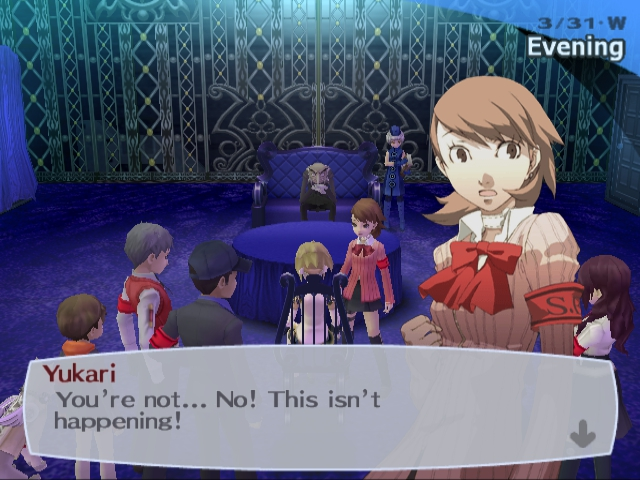 3/31・W
Evening
S.
Yukari
You're not... No! This isn't
happening!